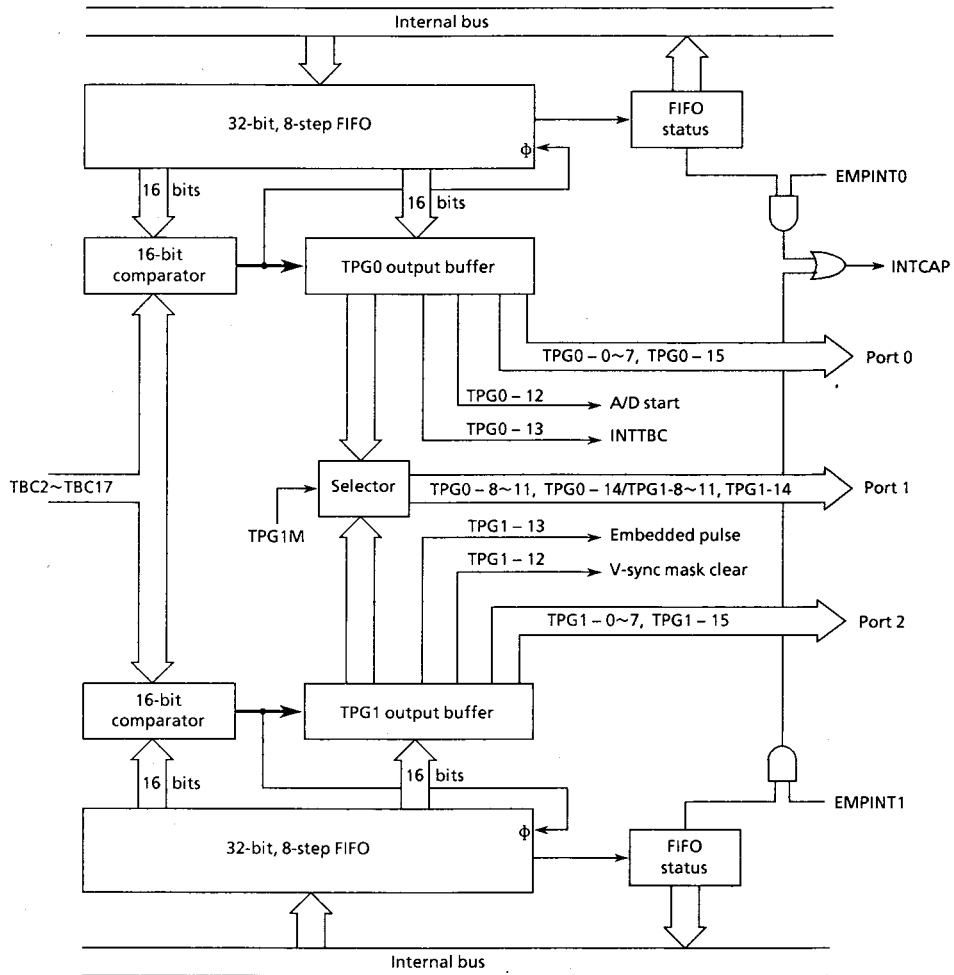 Internal bus
32-bit, 8-step FIFO
Φ
FIFO
status
16 bits
16 bits
EMPINT0
16-bit
comparator
TPG0 output buffer
INTCAP
TPG0 – 0~7, TPG0 – 15
Port 0
TPG0 – 12
A/D start
TPG0 – 13
INTTBC
TBC2~TBC17
Selector
TPG0 – 8~11, TPG0 – 14/TPG1-8~11, TPG1-14
Port 1
TPG1M
TPG1 – 13
Embedded pulse
TPG1 – 12
V-sync mask clear
TPG1 – 0~7, TPG1 – 15
Port 2
16-bit
comparator
TPG1 output buffer
16 bits
16 bits
EMPINT1
32-bit, 8-step FIFO
Φ
FIFO
status
Internal bus